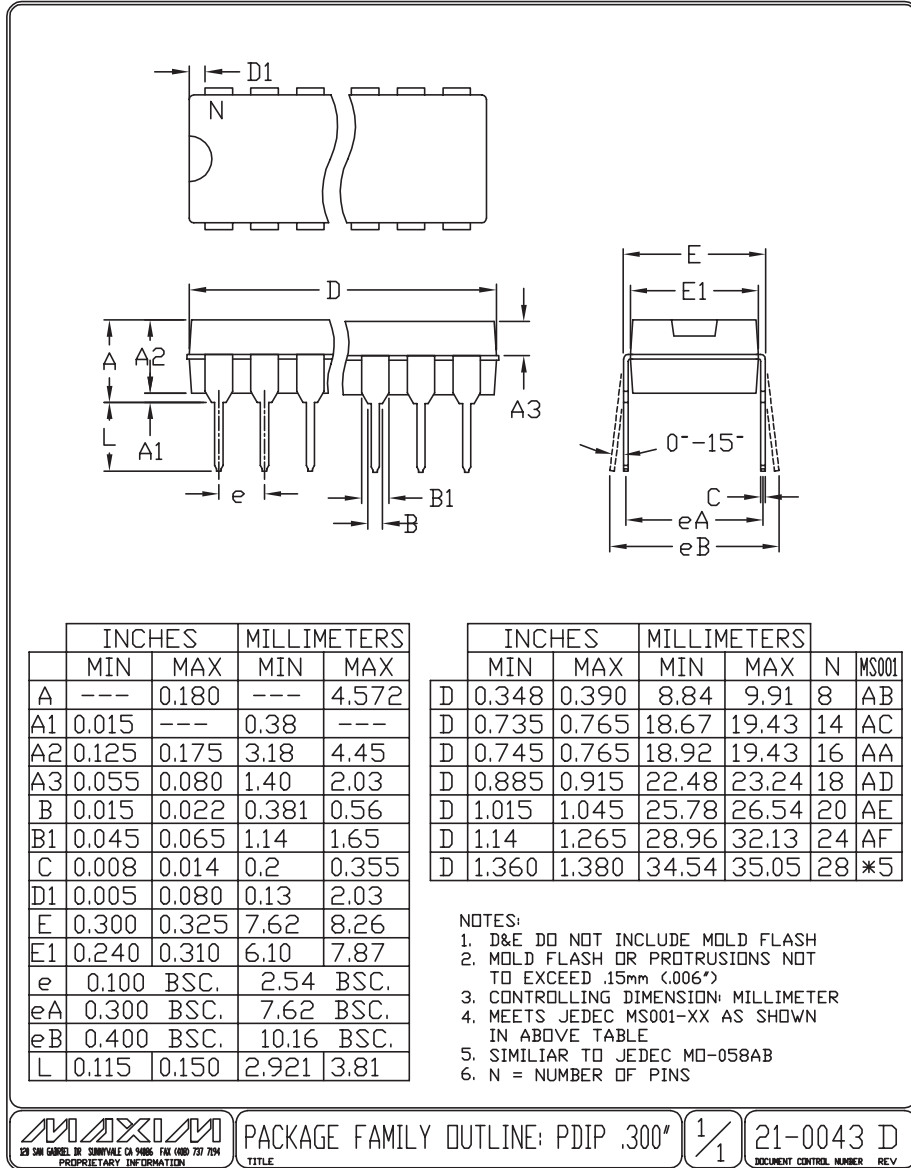 D1
N
E
D
E1
A
A2
A3
L
A1
0°-15°
e
B1
B
C
eA
eB
INCHES MILLIMETERS
MIN MAX MIN MAX
A --- 0.180 --- 4.572
A1 0.015 --- 0.38 ---
A2 0.125 0.175 3.18 4.45
A3 0.055 0.080 1.40 2.03
B 0.015 0.022 0.381 0.56
B1 0.045 0.065 1.14 1.65
C 0.008 0.014 0.2 0.355
D1 0.005 0.080 0.13 2.03
E 0.300 0.325 7.62 8.26
E1 0.240 0.310 6.10 7.87
e 0.100 BSC. 2.54 BSC.
eA 0.300 BSC. 7.62 BSC.
eB 0.400 BSC. 10.16 BSC.
L 0.115 0.150 2.921 3.81
INCHES MILLIMETERS
MIN MAX MIN MAX N MS001
D 0.348 0.390 8.84 9.91 8 AB
D 0.735 0.765 18.67 19.43 14 AC
D 0.745 0.765 18.92 19.43 16 AA
D 0.885 0.915 22.48 23.24 18 AD
D 1.015 1.045 25.78 26.54 20 AE
D 1.14 1.265 28.96 32.13 24 AF
D 1.360 1.380 34.54 35.05 28 *5
NOTES:
1. D&E DO NOT INCLUDE MOLD FLASH
2. MOLD FLASH OR PROTRUSIONS NOT
TO EXCEED .15mm (.006")
3. CONTROLLING DIMENSION: MILLIMETER
4. MEETS JEDEC MS001-XX AS SHOWN
IN ABOVE TABLE
5. SIMILIAR TO JEDEC MO-058AB
6. N = NUMBER OF PINS
MAXIM
120 SAN GABRIEL DR SUNNYVALE CA 94086 FAX (408) 737 7194
PROPRIETARY INFORMATION
PACKAGE FAMILY OUTLINE: PDIP .300"
TITLE
1/1
21-0043 D
DOCUMENT CONTROL NUMBER REV